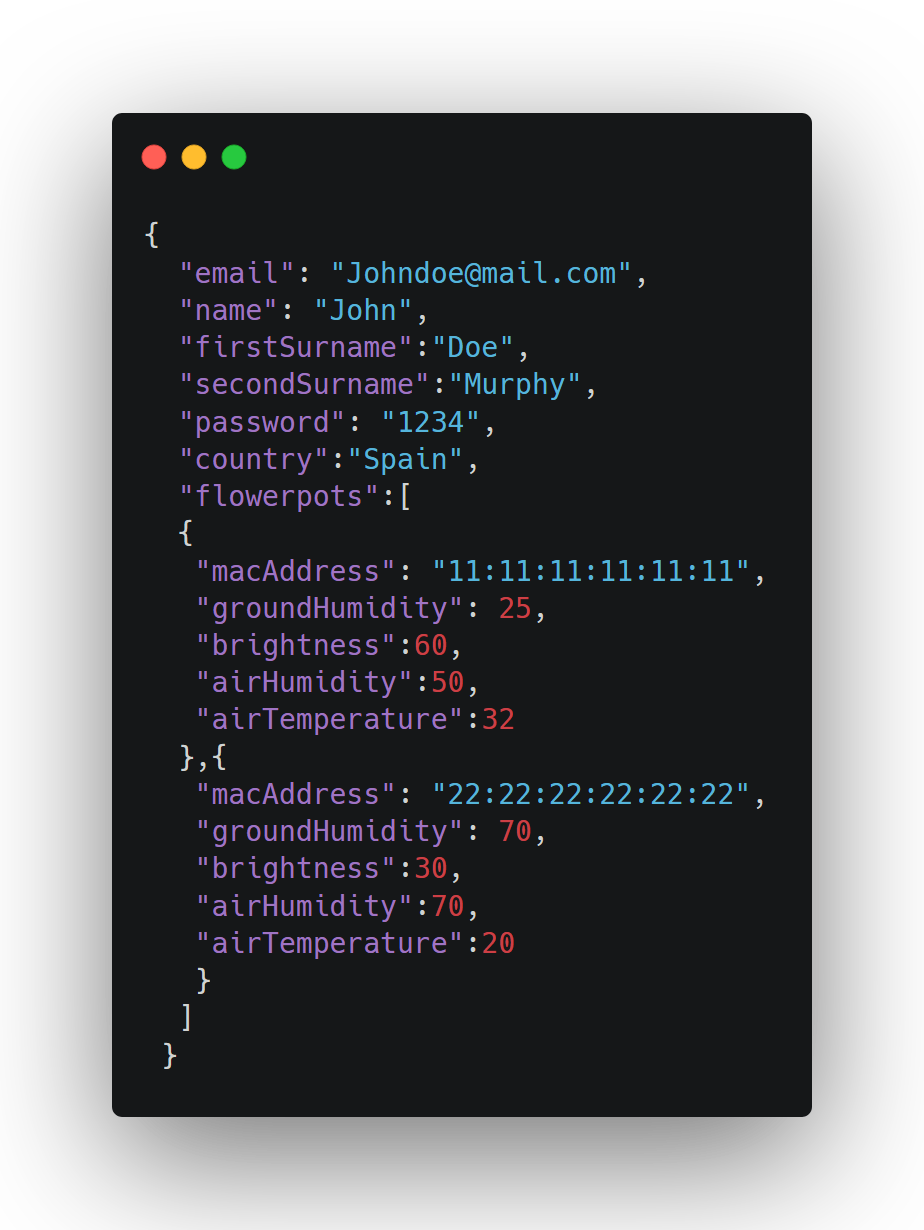 {
  "email": "Johndoe@mail.com",
  "name": "John",
  "firstSurname":"Doe",
  "secondSurname":"Murphy",
  "password": "1234",
  "country":"Spain",
  "flowerpots":[
  {
   "macAddress": "11:11:11:11:11:11",
   "groundHumidity": 25,
   "brightness":60,
   "airHumidity":50,
   "airTemperature":32
  },{
   "macAddress": "22:22:22:22:22:22",
   "groundHumidity": 70,
   "brightness":30,
   "airHumidity":70,
   "airTemperature":20
   }
  ]
 }